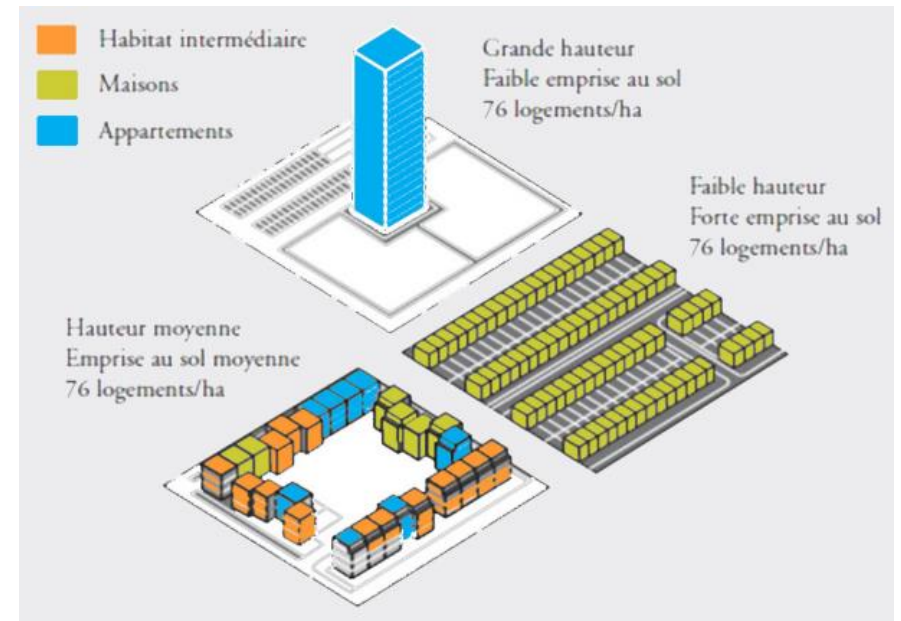 Habitat intermédiaire
Maisons
Appartements
Grande hauteur
Faible emprise au sol
76 logements/ha
Faible hauteur
Forte emprise au sol
76 logements/ha
Hauteur moyenne
Emprise au sol moyenne
76 logements/ha